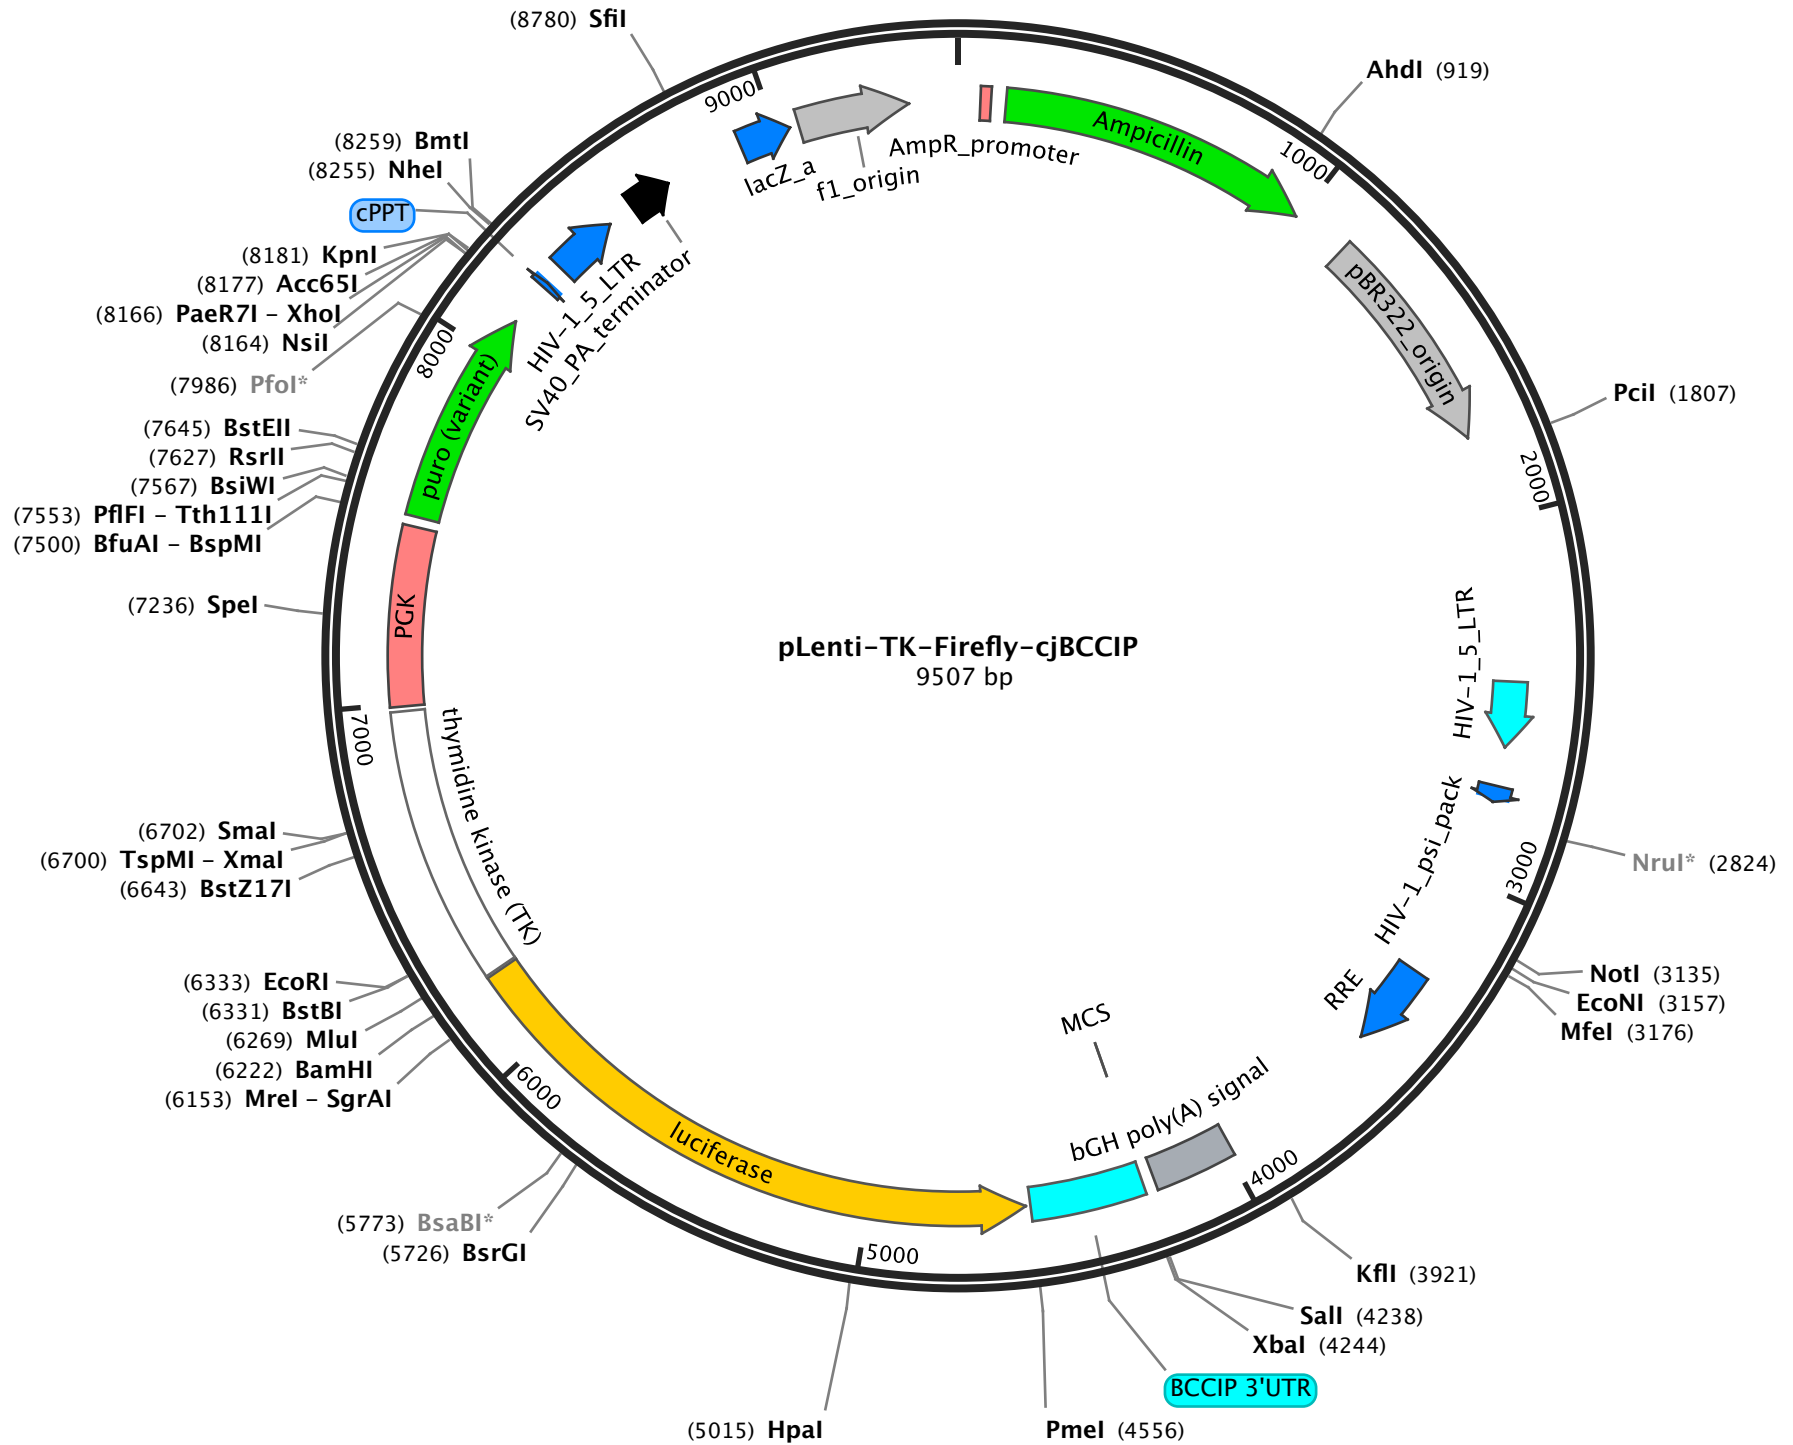 (8780) SfiI
AhdI (919)
9000
1000
AmpR_promoter
Ampicillin
lacZ_a
f1_origin
(8259) BmtI
(8255) NheI
cPPT
(8181) KpnI
(8177) Acc65I
(8166) PaeR7I – XhoI
(8164) NsiI
(7986) PfoI*
8000
HIV-1_5_LTR
SV40_PA_terminator
pBR322_origin
PciI (1807)
2000
(7645) BstEII
(7627) RsrII
(7567) BsiWI
(7553) PflFI – Tth111I
(7500) BfuAI – BspMI
puro (variant)
(7236) SpeI
PGK
pLenti-TK-Firefly-cjBCCIP
9507 bp
HIV-1_5_LTR
7000
thymidine kinase (TK)
HIV-1_psi_pack
(6702) SmaI
(6700) TspMI – XmaI
(6643) BstZ17I
3000
NruI* (2824)
(6333) EcoRI
(6331) BstBI
(6269) MluI
(6222) BamHI
(6153) MreI – SgrAI
6000
RRE
NotI (3135)
EcoNI (3157)
MfeI (3176)
MCS
bGH poly(A) signal
luciferase
4000
(5773) BsaBI*
(5726) BsrGI
5000
KflI (3921)
SalI (4238)
XbaI (4244)
BCCIP 3'UTR
(5015) HpaI
PmeI (4556)